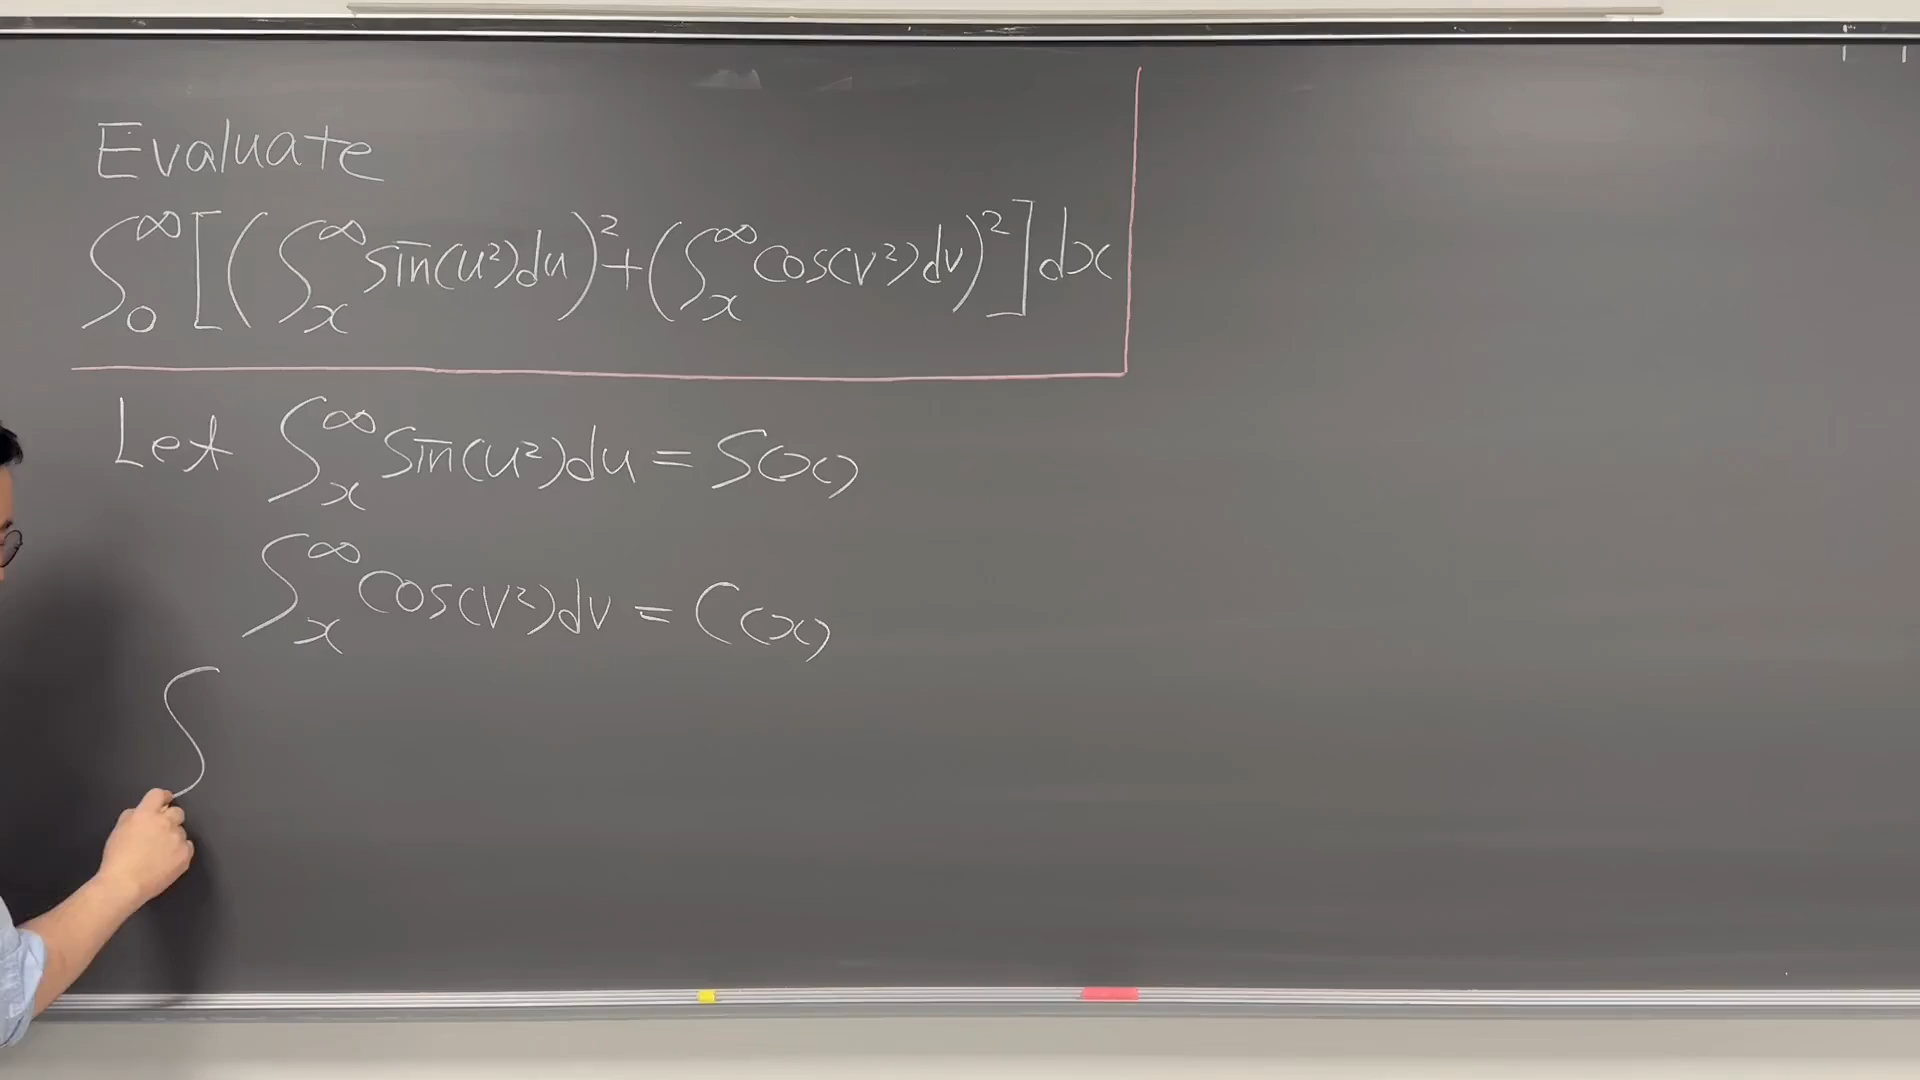 Evaluate
∫₀^∞ [(∫ₓ^∞ sin(u²)du)² + (∫ₓ^∞ cos(v²)dv)²] dx
Let ∫ₓ^∞ sin(u²)du = S(x)
∫ₓ^∞ cos(v²)dv = C(x)
∫